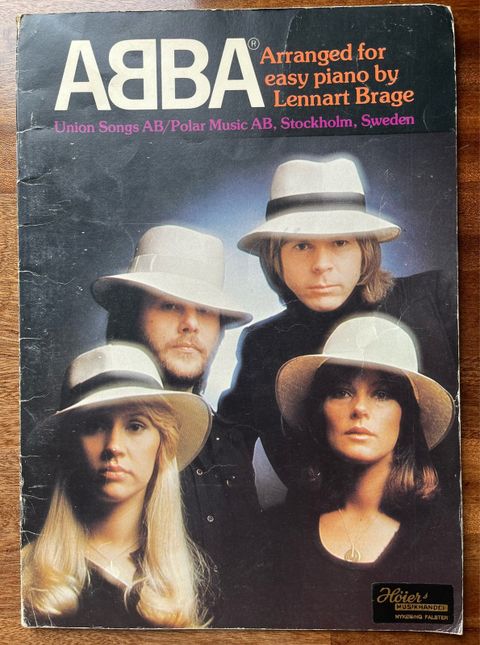 ABBA®
Arranged for
easy piano by
Lennart Brage
Union Songs AB/Polar Music AB, Stockholm, Sweden
Höiers
MUSIKHANDEL
NYKØBING FALSTER